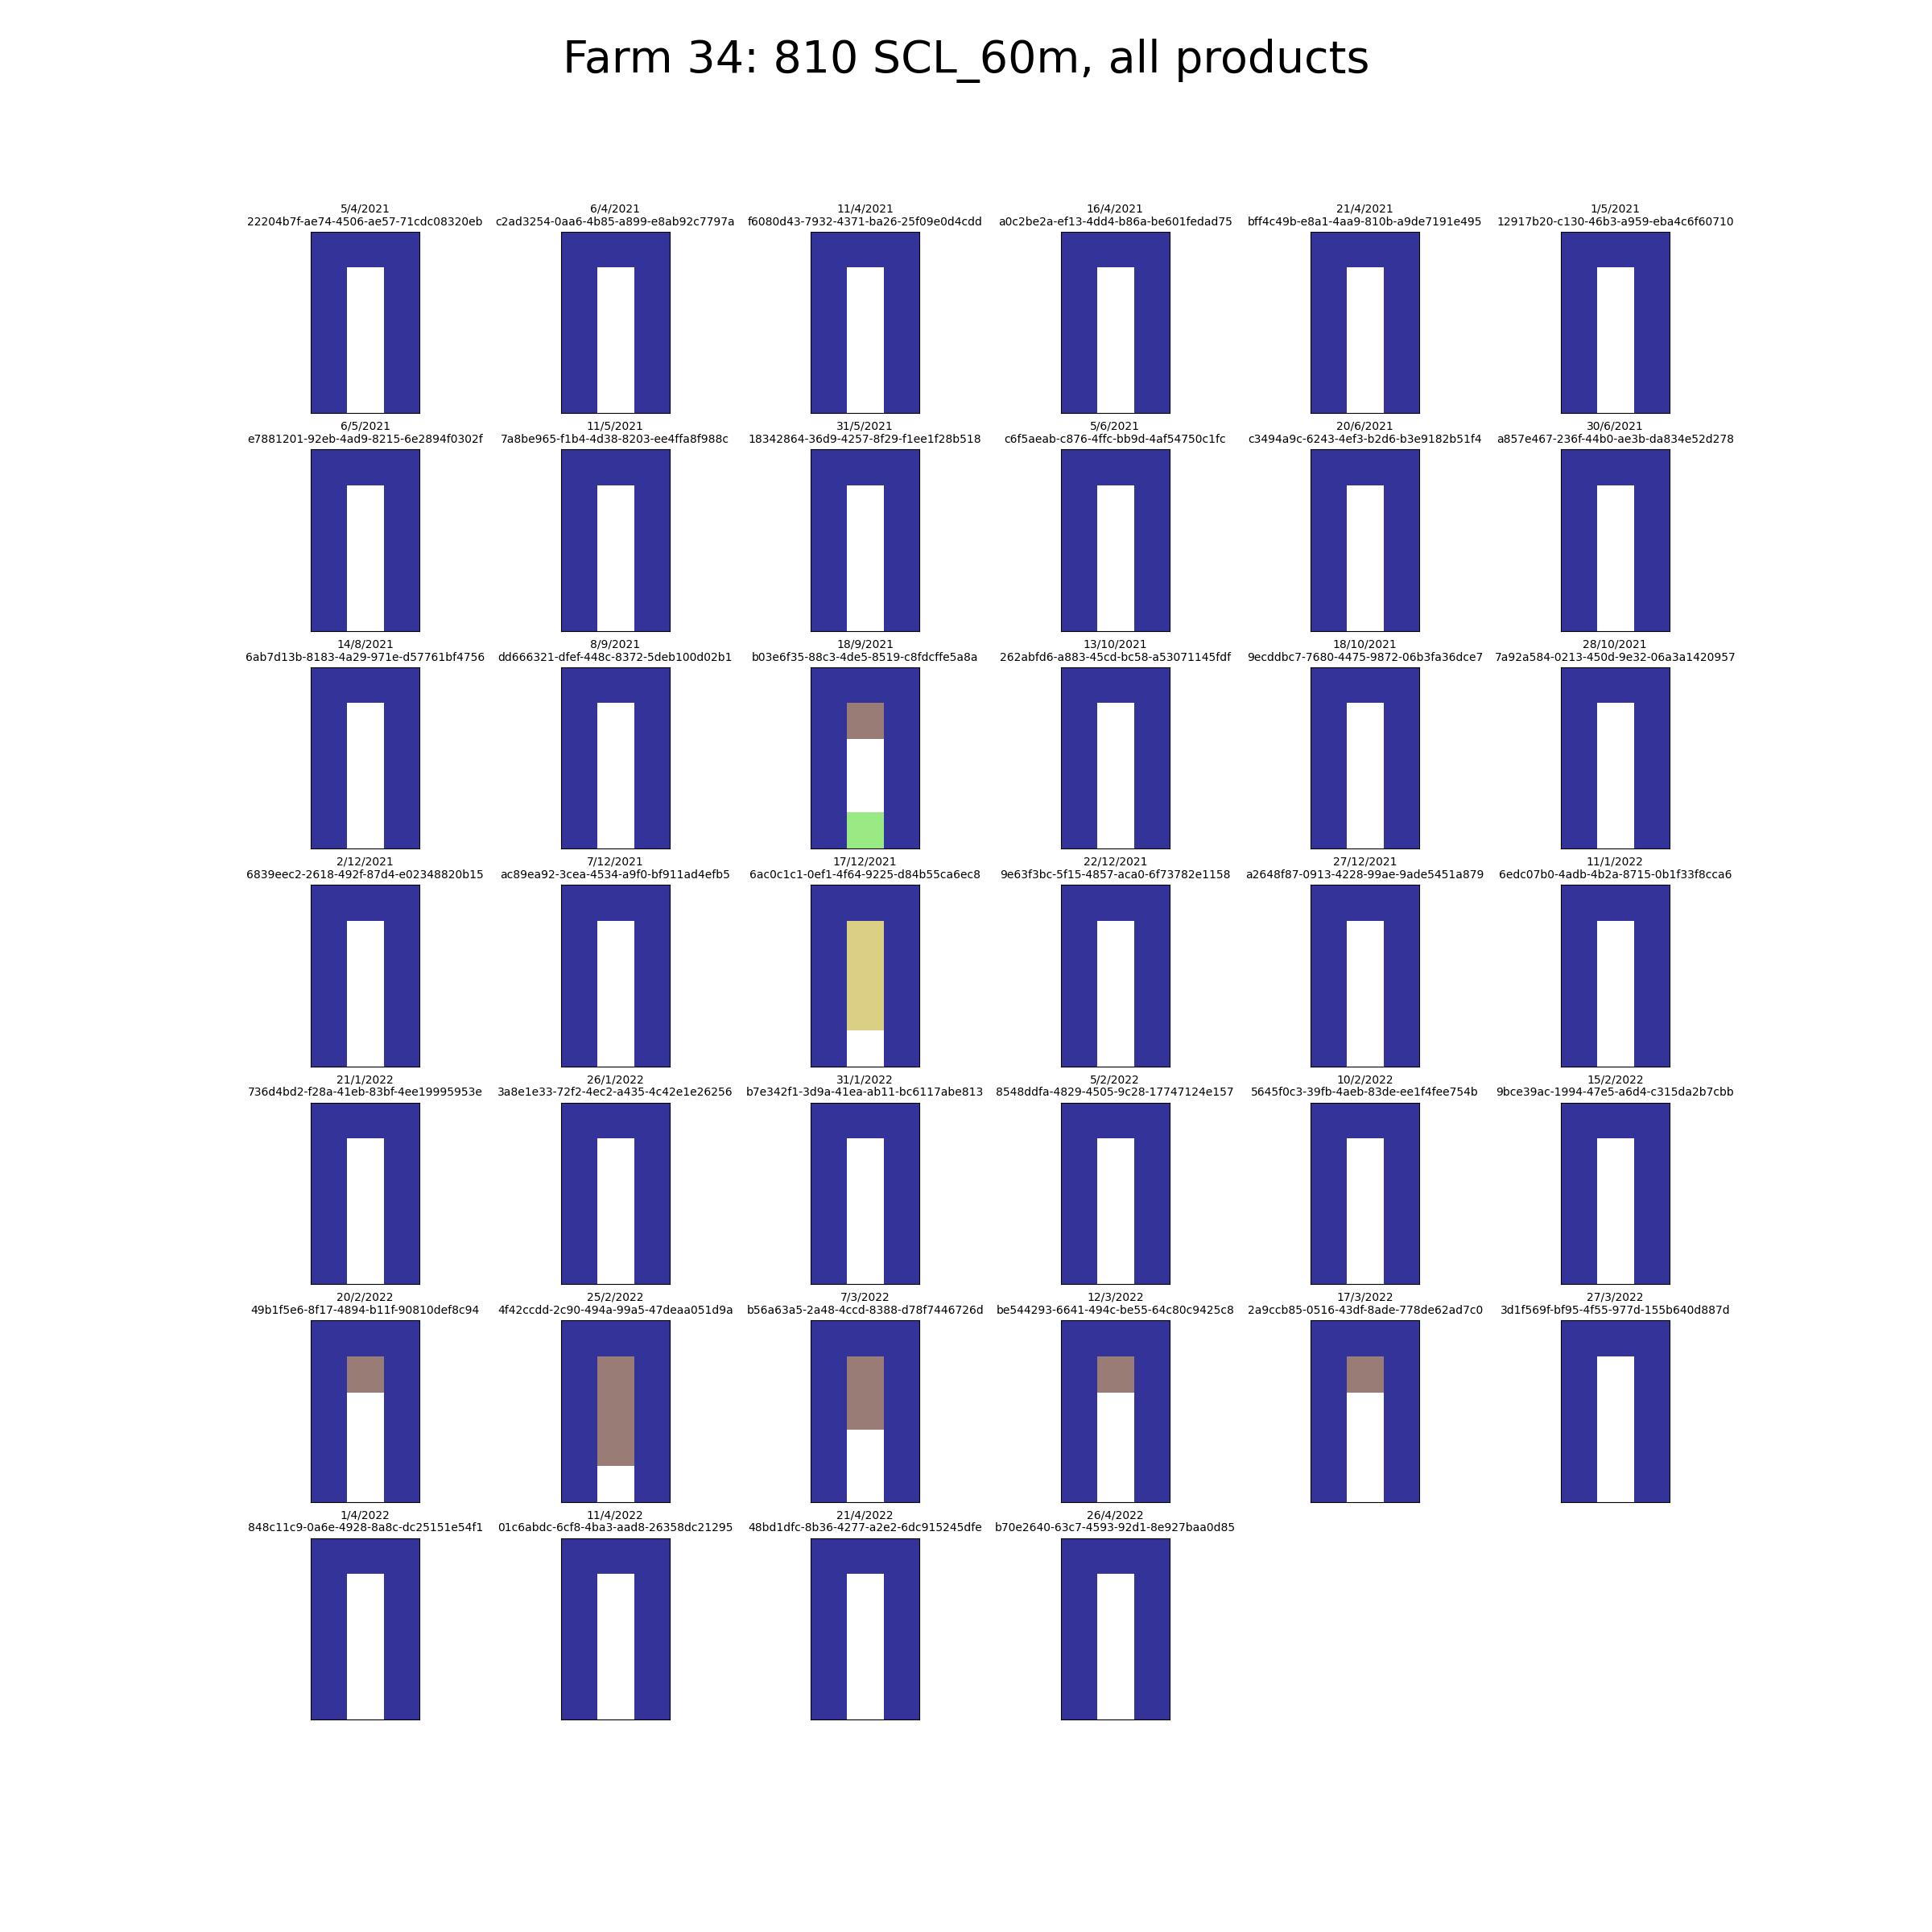 Farm 34: 810 SCL_60m, all products
5/4/2021
22204b7f-ae74-4506-ae57-71cdc08320eb
6/4/2021
c2ad3254-0aa6-4b85-a899-e8ab92c7797a
11/4/2021
f6080d43-7932-4371-ba26-25f09e0d4cdd
16/4/2021
a0c2be2a-ef13-4dd4-b86a-be601fedad75
21/4/2021
bff4c49b-e8a1-4aa9-810b-a9de7191e495
1/5/2021
12917b20-c130-46b3-a959-eba4c6f60710
6/5/2021
e7881201-92eb-4ad9-8215-6e2894f0302f
11/5/2021
7a8be965-f1b4-4d38-8203-ee4ffa8f988c
31/5/2021
18342864-36d9-4257-8f29-f1ee1f28b518
5/6/2021
c6f5aeab-c876-4ffc-bb9d-4af54750c1fc
20/6/2021
c3494a9c-6243-4ef3-b2d6-b3e9182b51f4
30/6/2021
a857e467-236f-44b0-ae3b-da834e52d278
14/8/2021
6ab7d13b-8183-4a29-971e-d57761bf4756
8/9/2021
dd666321-dfef-448c-8372-5deb100d02b1
18/9/2021
b03e6f35-88c3-4de5-8519-c8fdcffe5a8a
13/10/2021
262abfd6-a883-45cd-bc58-a53071145fdf
18/10/2021
9ecddbc7-7680-4475-9872-06b3fa36dce7
28/10/2021
7a92a584-0213-450d-9e32-06a3a1420957
2/12/2021
6839eec2-2618-492f-87d4-e02348820b15
7/12/2021
ac89ea92-3cea-4534-a9f0-bf911ad4efb5
17/12/2021
6ac0c1c1-0ef1-4f64-9225-d84b55ca6ec8
22/12/2021
9e63f3bc-5f15-4857-aca0-6f73782e1158
27/12/2021
a2648f87-0913-4228-99ae-9ade5451a879
11/1/2022
6edc07b0-4adb-4b2a-8715-0b1f33f8cca6
21/1/2022
736d4bd2-f28a-41eb-83bf-4ee19995953e
26/1/2022
3a8e1e33-72f2-4ec2-a435-4c42e1e26256
31/1/2022
b7e342f1-3d9a-41ea-ab11-bc6117abe813
5/2/2022
8548ddfa-4829-4505-9c28-17747124e157
10/2/2022
5645f0c3-39fb-4aeb-83de-ee1f4fee754b
15/2/2022
9bce39ac-1994-47e5-a6d4-c315da2b7cbb
20/2/2022
49b1f5e6-8f17-4894-b11f-90810def8c94
25/2/2022
4f42ccdd-2c90-494a-99a5-47deaa051d9a
7/3/2022
b56a63a5-2a48-4ccd-8388-d78f7446726d
12/3/2022
be544293-6641-494c-be55-64c80c9425c8
17/3/2022
2a9ccb85-0516-43df-8ade-778de62ad7c0
27/3/2022
3d1f569f-bf95-4f55-977d-155b640d887d
1/4/2022
848c11c9-0a6e-4928-8a8c-dc25151e54f1
11/4/2022
01c6abdc-6cf8-4ba3-aad8-26358dc21295
21/4/2022
48bd1dfc-8b36-4277-a2e2-6dc915245dfe
26/4/2022
b70e2640-63c7-4593-92d1-8e927baa0d85